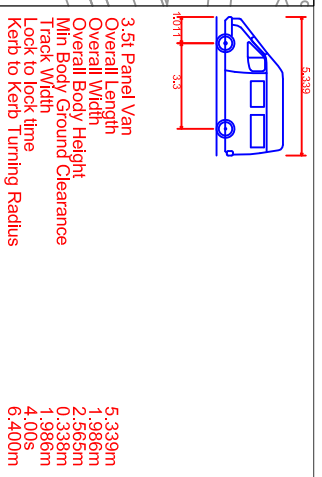 5.339
1.011
3.3
3.5t Panel Van
Overall Length 5.339m
Overall Width 1.986m
Overall Body Height 2.565m
Min Body Ground Clearance 0.338m
Track Width 1.986m
Lock to lock time 4.00s
Kerb to Kerb Turning Radius 6.400m